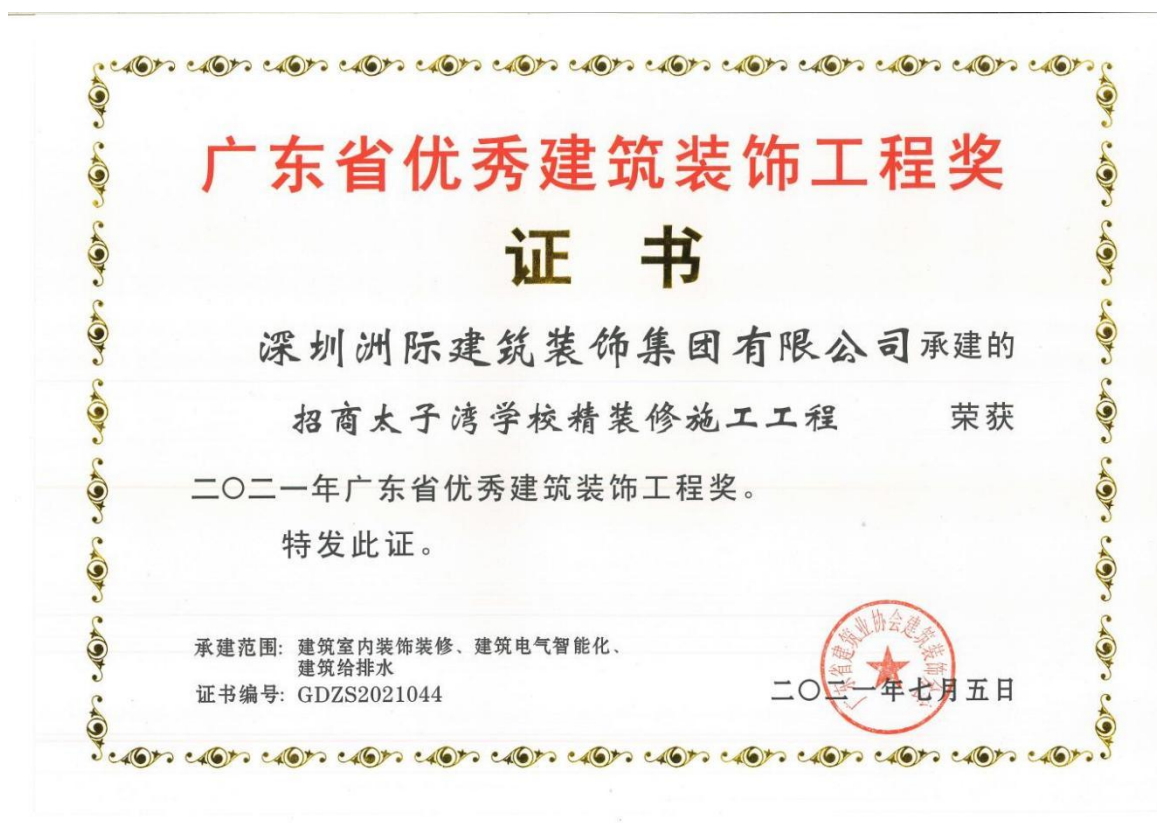 广东省优秀建筑装饰工程奖
证 书
深圳洲际建筑装饰集团有限公司承建的
招商太子湾学校精装修施工工程 荣获
二〇二一年广东省优秀建筑装饰工程奖。
特发此证。
承建范围: 建筑室内装饰装修、建筑电气智能化、
建筑给排水
证书编号: GDZS2021044
二〇二一年七月五日